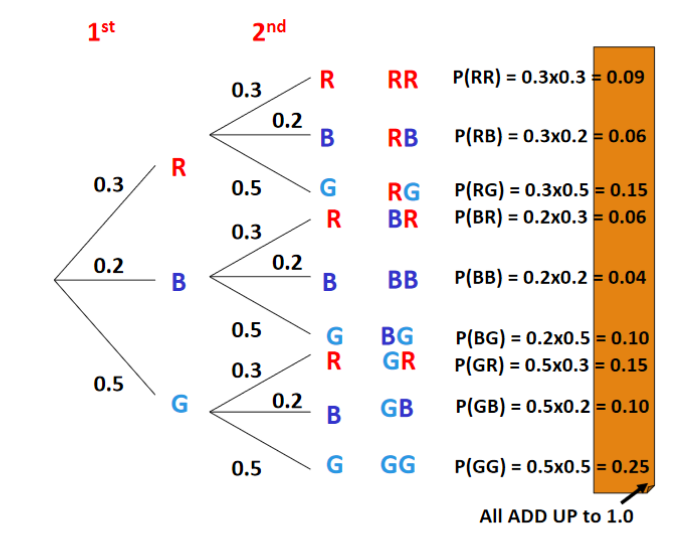 1st 2nd
0.3 R RR P(RR) = 0.3x0.3 = 0.09
0.2 B RB P(RB) = 0.3x0.2 = 0.06
0.3 R
0.5 G RG P(RG) = 0.3x0.5 = 0.15
0.3 R BR P(BR) = 0.2x0.3 = 0.06
0.2 B 0.2 B BB P(BB) = 0.2x0.2 = 0.04
0.5 G BG P(BG) = 0.2x0.5 = 0.10
0.3 R GR P(GR) = 0.5x0.3 = 0.15
0.5 G 0.2 B GB P(GB) = 0.5x0.2 = 0.10
0.5 G GG P(GG) = 0.5x0.5 = 0.25
All ADD UP to 1.0